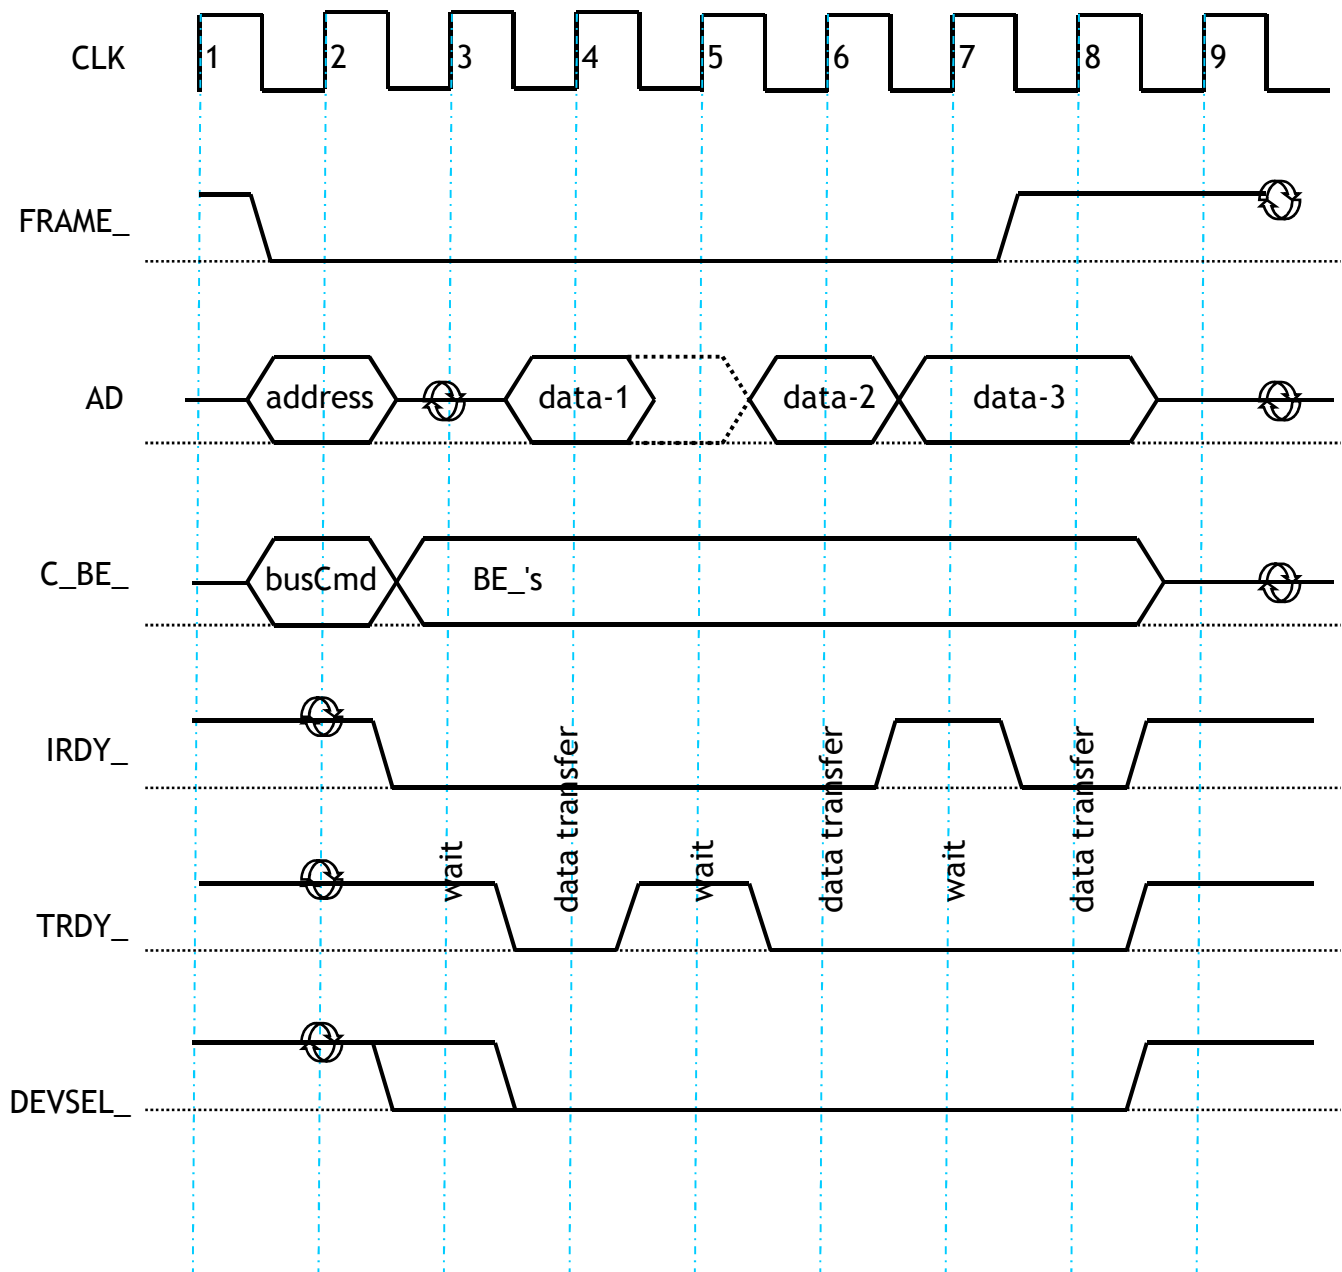 CLK
1
2
3
4
5
6
7
8
9
FRAME_
AD
address
data-1
data-2
data-3
C_BE_
busCmd
BE_'s
IRDY_
wait
data transfer
wait
data transfer
wait
data transfer
TRDY_
DEVSEL_